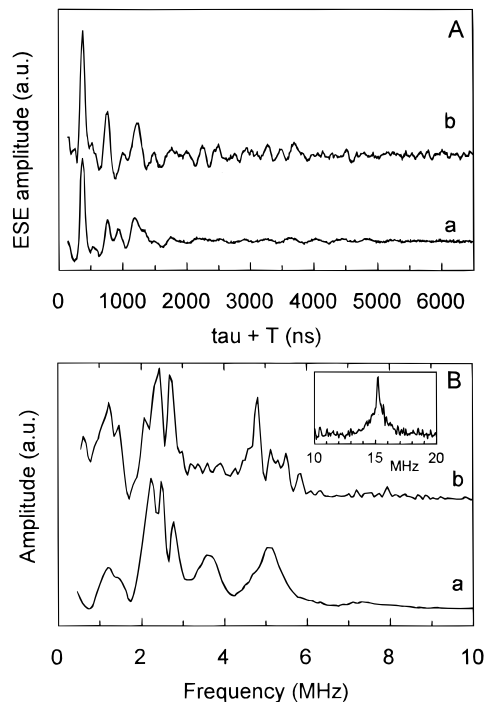 A
ESE amplitude (a.u.)
b
a
0 1000 2000 3000 4000 5000 6000
tau + T (ns)
B
Amplitude (a.u.)
10 15 20
MHz
b
a
0 2 4 6 8 10
Frequency (MHz)